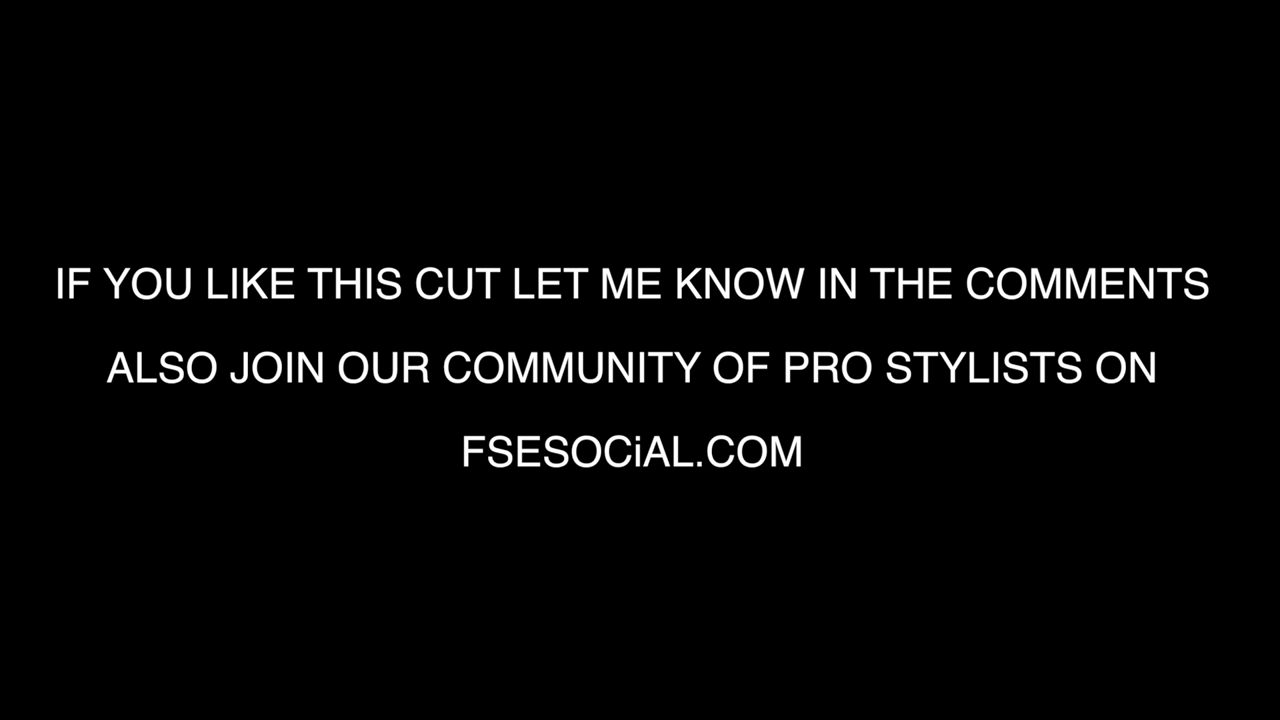 IF YOU LIKE THIS CUT LET ME KNOW IN THE COMMENTS
ALSO JOIN OUR COMMUNITY OF PRO STYLISTS ON
FSESOCiAL.COM